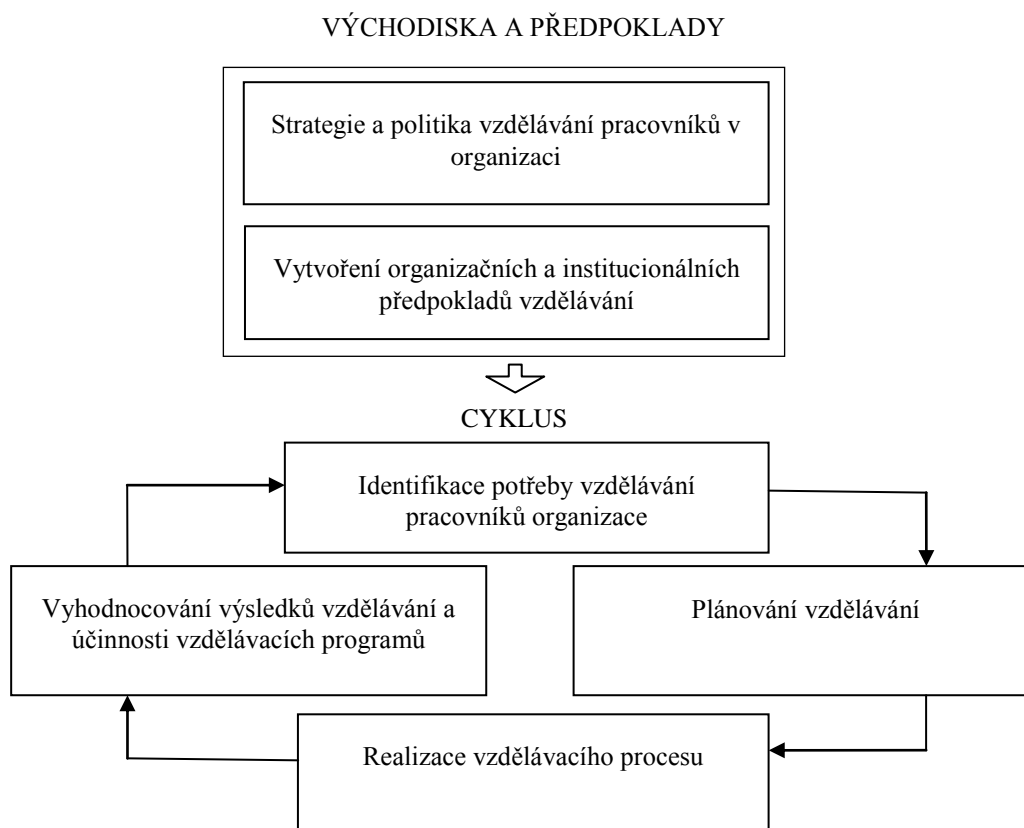 VÝCHODISKA A PŘEDPOKLADY
Strategie a politika vzdělávání pracovníků v
organizaci
Vytvoření organizačních a institucionálních
předpokladů vzdělávání
CYKLUS
Identifikace potřeby vzdělávání
pracovníků organizace
Vyhodnocování výsledků vzdělávání a
účinnosti vzdělávacích programů
Plánování vzdělávání
Realizace vzdělávacího procesu